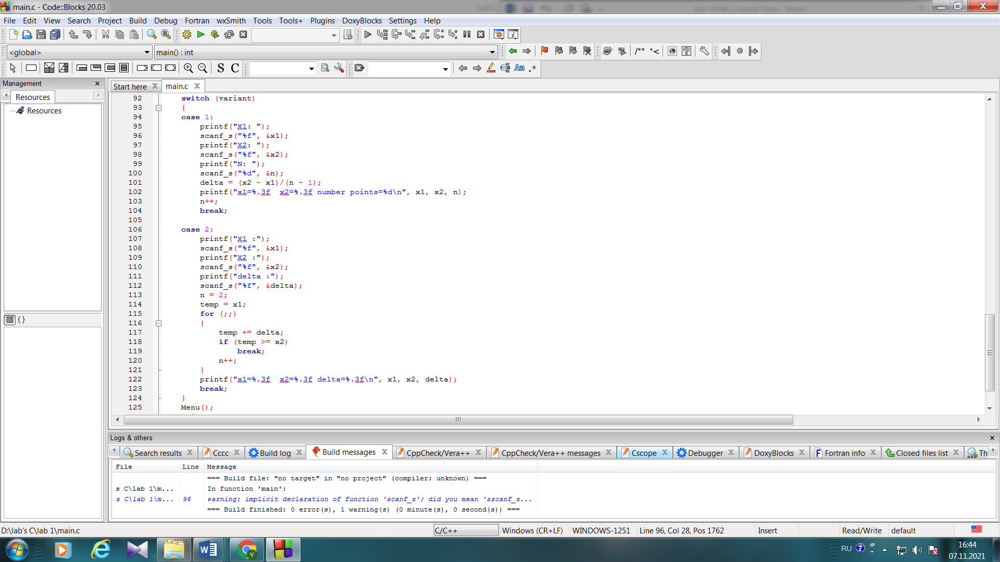 main.c - Code::Blocks 20.03
File Edit View Search Project Build Debug Fortran wxSmith Tools Tools+ Plugins DoxyBlocks Settings Help
<global> main() : int /** *<
S C Aa .*
Management
Start here main.c
Resources
Resources
92 switch (variant)
93 {
94 case 1:
95 printf("X1: ");
96 scanf_s("%f", &x1);
97 printf("X2: ");
98 scanf_s("%f", &x2);
99 printf("N: ");
100 scanf_s("%d", &n);
101 delta = (x2 - x1)/(n - 1);
102 printf("x1=%.3f  x2=%.3f number points=%d\n", x1, x2, n);
103 n++;
104 break;
105
106 case 2:
107 printf("X1 :");
108 scanf_s("%f", &x1);
109 printf("X2 :");
110 scanf_s("%f", &x2);
111 printf("delta :");
112 scanf_s("%f", &delta);
113 n = 2;
114 temp = x1;
115 for (;;)
116 {
117 temp += delta;
118 if (temp >= x2)
119 break;
120 n++;
121 }
122 printf("x1=%.3f  x2=%.3f delta=%.3f\n", x1, x2, delta);
123 break;
124 }
125 Menu();
{}
Logs & others
Search results Cccc Build log Build messages CppCheck/Vera++ CppCheck/Vera++ messages Cscope Debugger DoxyBlocks Fortran info Closed files list Th
File Line Message
=== Build file: "no target" in "no project" (compiler: unknown) ===
s C\lab 1\m... In function 'main':
s C\lab 1\m... 96 warning: implicit declaration of function 'scanf_s'; did you mean 'sscanf_s...
=== Build finished: 0 error(s), 1 warning(s) (0 minute(s), 0 second(s)) ===
D:\lab's C\lab 1\main.c C/C++ Windows (CR+LF) WINDOWS-1251 Line 96, Col 28, Pos 1762 Insert Read/Write default
RU 16:44
07.11.2021